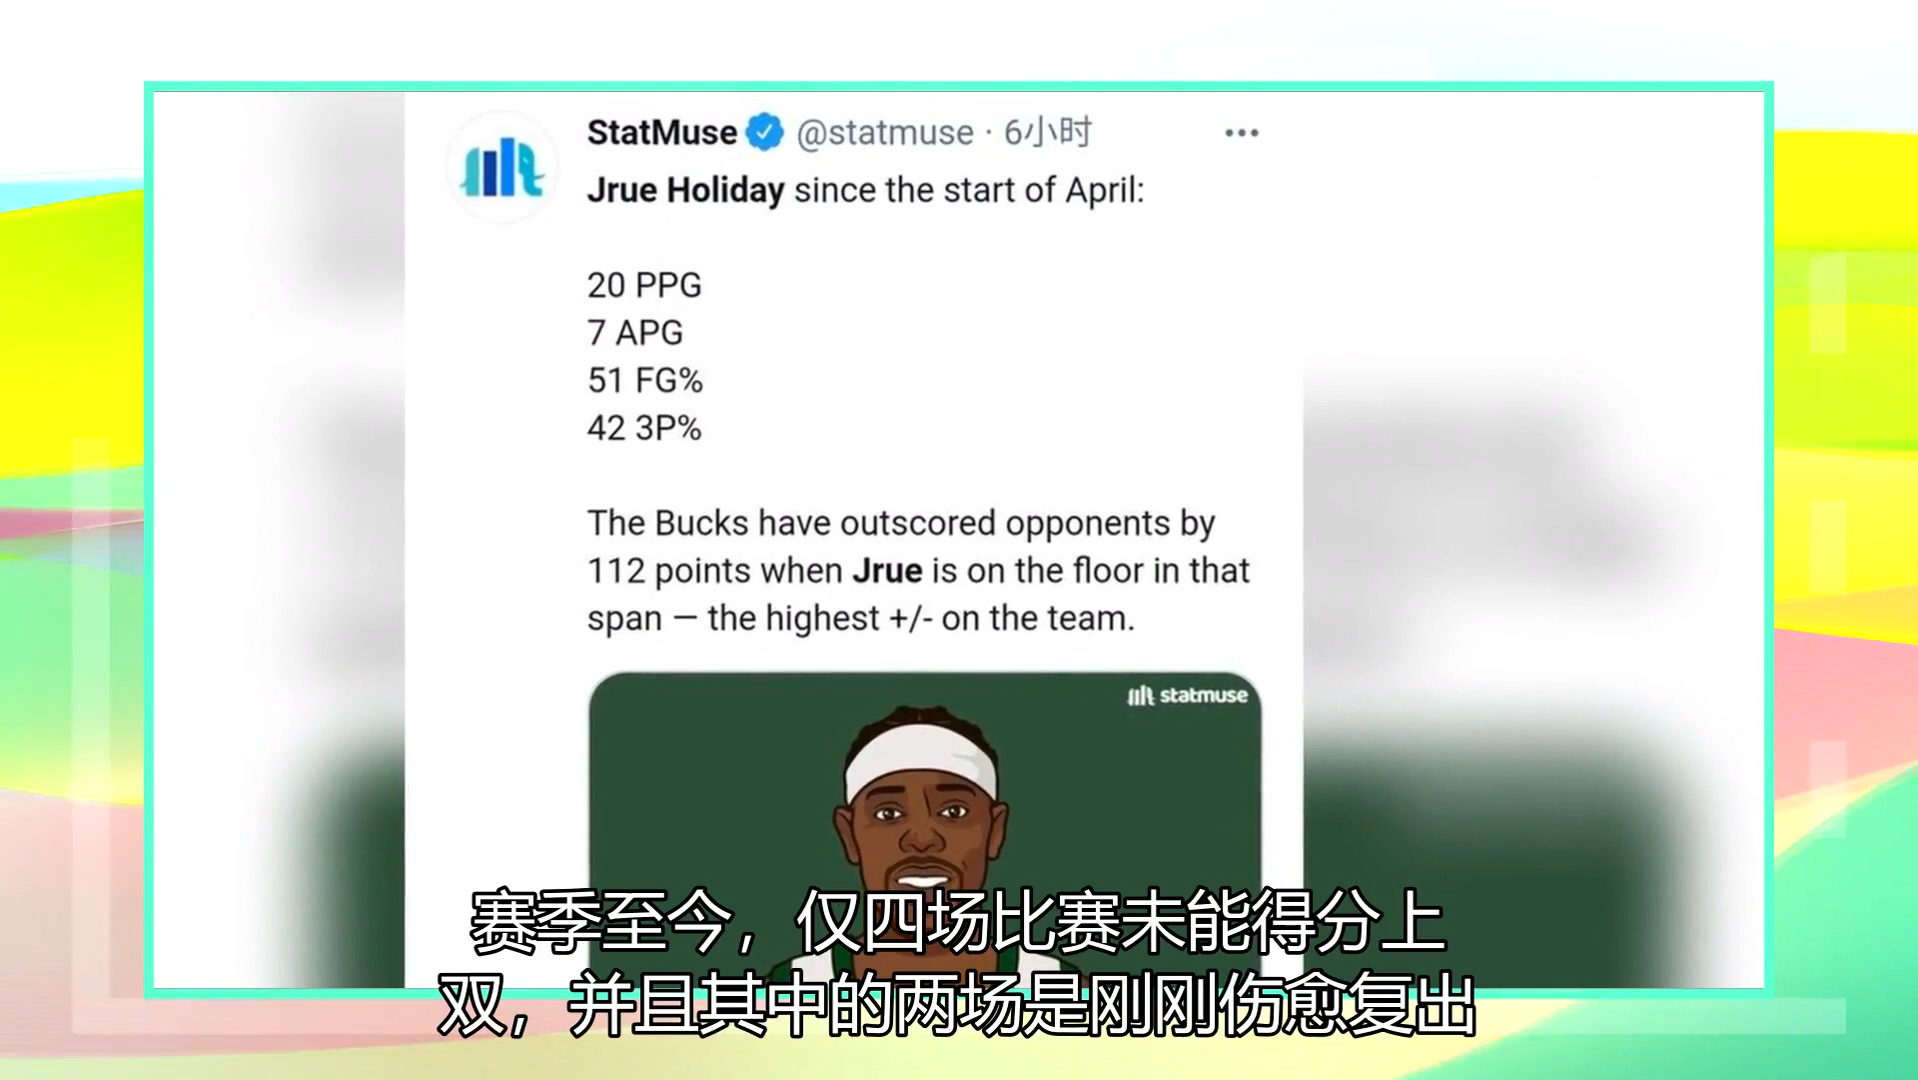 StatMuse @statmuse · 6小时
Jrue Holiday since the start of April:
20 PPG
7 APG
51 FG%
42 3P%
The Bucks have outscored opponents by
112 points when Jrue is on the floor in that
span — the highest +/- on the team.
statmuse
赛季至今，仅四场比赛未能得分上
双，并且其中的两场是刚刚伤愈复出